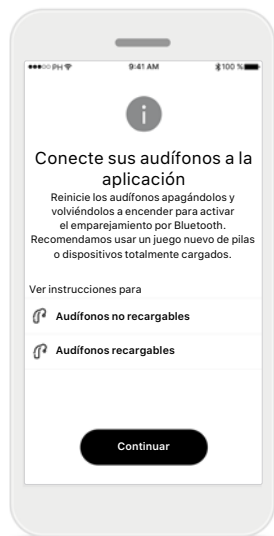 PH
9:41 AM
100 %
i
Conecte sus audífonos a la
aplicación
Reinicie los audífonos apagándolos y
volviéndolos a encender para activar
el emparejamiento por Bluetooth.
Recomendamos usar un juego nuevo de pilas
o dispositivos totalmente cargados.
Ver instrucciones para
Audífonos no recargables
Audífonos recargables
Continuar